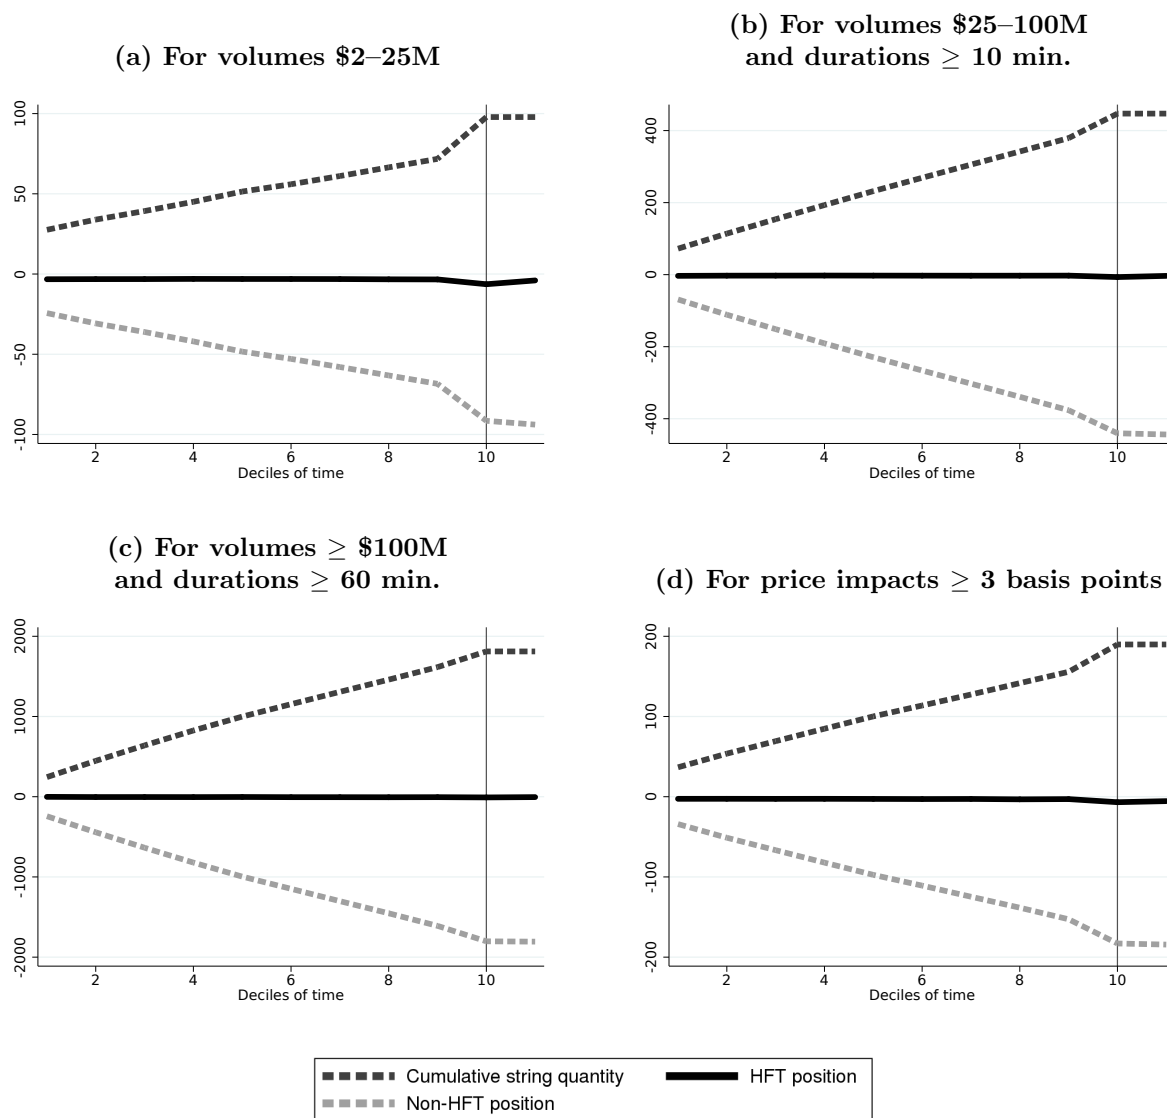 (a) For volumes $2–25M
100
50
0
-50
-100
2 4 6 8 10
Deciles of time
(b) For volumes $25–100M
and durations ≥ 10 min.
400
200
0
-200
-400
2 4 6 8 10
Deciles of time
(c) For volumes ≥ $100M
and durations ≥ 60 min.
2000
1000
0
-1000
-2000
2 4 6 8 10
Deciles of time
(d) For price impacts ≥ 3 basis points
200
100
0
-100
-200
2 4 6 8 10
Deciles of time
Cumulative string quantity HFT position
Non-HFT position